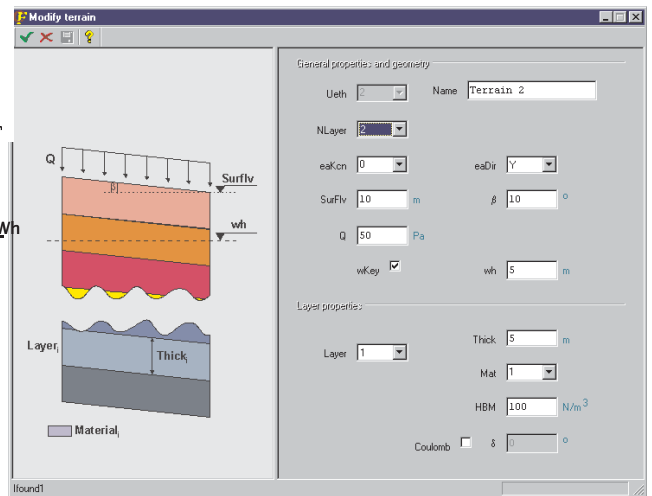 Modify terrain
Q
β
Surflv
wh
Wh
Layeri
Thicki
Materiali
General properties and geometry
Ueth 2 Name Terrain 2
NLayer 2
eaKcn 0 eaDir Y
SurFlv 10 m β 10 º
Q 50 Pa
wKey wh 5 m
Layer properties
Layer 1
Thick 5 m
Mat 1
HBM 100 N/m3
Coulomb δ 0 º
lfound1